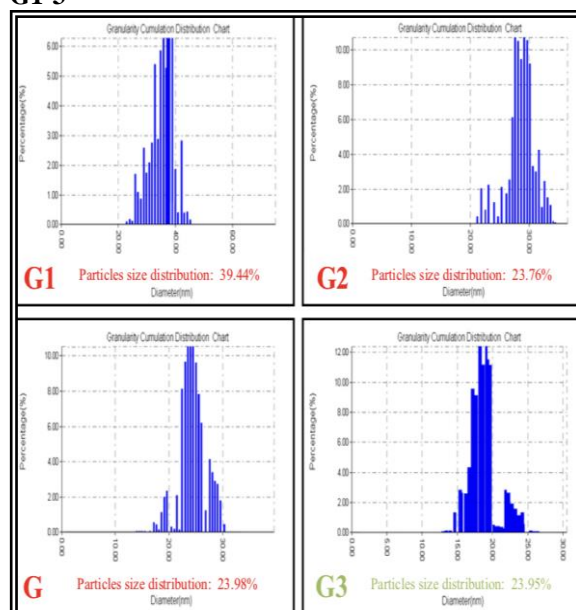 G1-3
Granularity Cumulation Distribution Chart
Percentage(%)
6.00
5.00
4.00
3.00
2.00
1.00
0.00
0.00
20.00
40.00
60.00
G1
Particles size distribution: 39.44%
Diameter(nm)
Granularity Cumulation Distribution Chart
Percentage(%)
10.00
8.00
6.00
4.00
2.00
0.00
0.00
10.00
20.00
30.00
G2
Particles size distribution: 23.76%
Diameter(nm)
Granularity Cumulation Distribution Chart
Percentage(%)
10.00
8.00
6.00
4.00
2.00
0.00
0.00
10.00
20.00
30.00
G
Particles size distribution: 23.98%
Diameter(nm)
Granularity Cumulation Distribution Chart
Percentage(%)
12.00
10.00
8.00
6.00
4.00
2.00
0.00
0.00
5.00
10.00
15.00
20.00
25.00
30.00
G3
Particles size distribution: 23.95%
Diameter(nm)